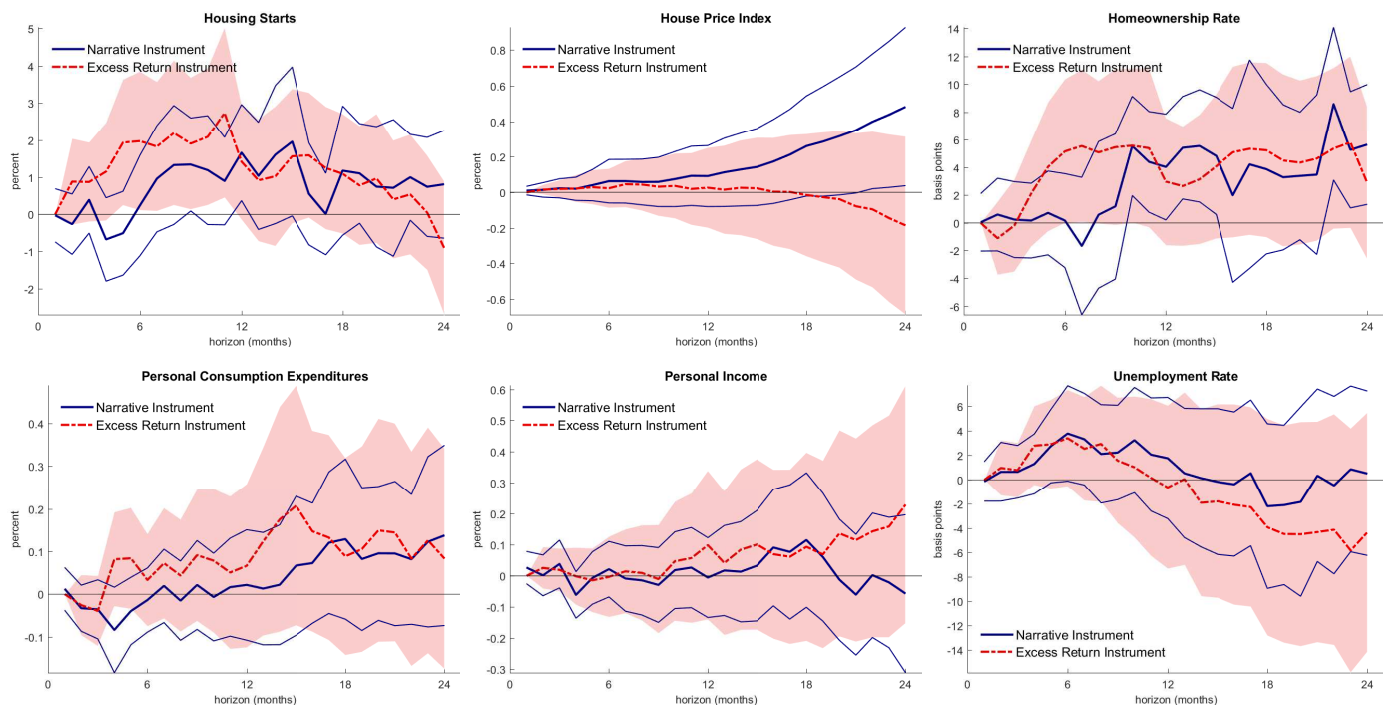 Housing Starts
5
4
3
2
1
0
-1
-2
percent
Narrative Instrument
Excess Return Instrument
0
6
12
18
24
horizon (months)
House Price Index
0.8
0.6
0.4
0.2
0
-0.2
-0.4
-0.6
percent
Narrative Instrument
Excess Return Instrument
0
6
12
18
24
horizon (months)
Homeownership Rate
14
12
10
8
6
4
2
0
-2
-4
-6
basis points
Narrative Instrument
Excess Return Instrument
0
6
12
18
24
horizon (months)
Personal Consumption Expenditures
0.4
0.3
0.2
0.1
0
-0.1
percent
Narrative Instrument
Excess Return Instrument
0
6
12
18
24
horizon (months)
Personal Income
0.6
0.5
0.4
0.3
0.2
0.1
0
-0.1
-0.2
-0.3
percent
Narrative Instrument
Excess Return Instrument
0
6
12
18
24
horizon (months)
Unemployment Rate
6
4
2
0
-2
-4
-6
-8
-10
-12
-14
basis points
Narrative Instrument
Excess Return Instrument
0
6
12
18
24
horizon (months)